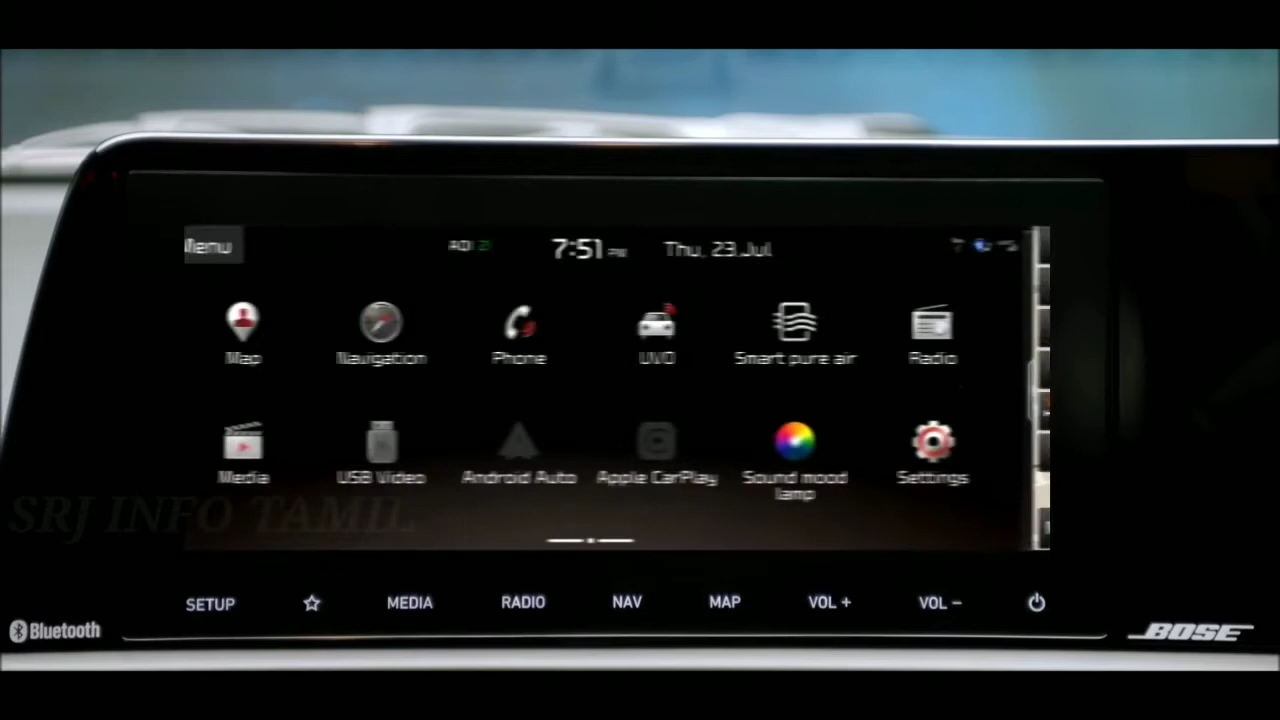 Menu 7:51 PM Thu, 23.Jul
Map Navigation Phone UVO Smart pure air Radio
Media USB Video Android Auto Apple CarPlay Sound mood Settings
lamp
SRJ INFO TAMIL
SETUP MEDIA RADIO NAV MAP VOL + VOL −
Bluetooth BOSE